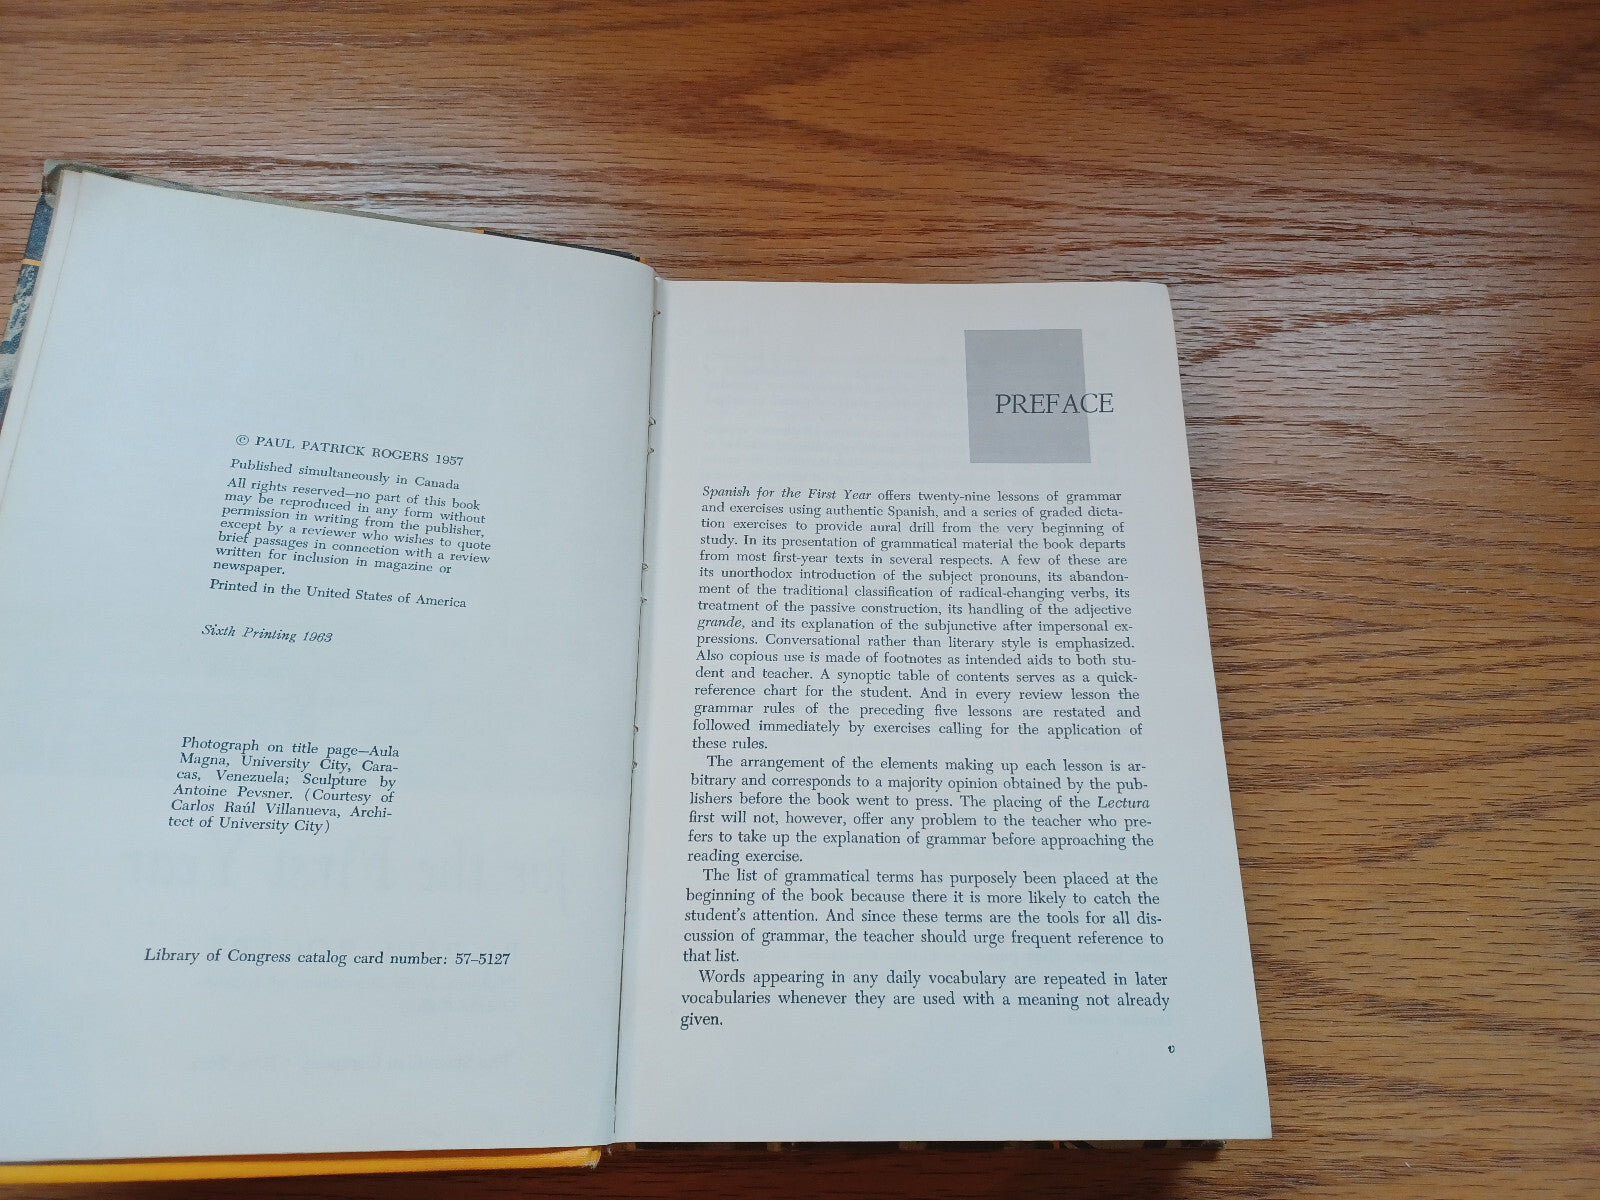 © PAUL PATRICK ROGERS 1957
Published simultaneously in Canada
All rights reserved—no part of this book
may be reproduced in any form without
permission in writing from the publisher,
except by a reviewer who wishes to quote
brief passages in connection with a review
written for inclusion in magazine or
newspaper.
Printed in the United States of America
Sixth Printing 1963
Photograph on title page—Aula
Magna, University City, Cara-
cas, Venezuela; Sculpture by
Antoine Pevsner. (Courtesy of
Carlos Raúl Villanueva, Archi-
tect of University City)
Library of Congress catalog card number: 57–5127
PREFACE
Spanish for the First Year offers twenty-nine lessons of grammar
and exercises using authentic Spanish, and a series of graded dicta-
tion exercises to provide aural drill from the very beginning of
study. In its presentation of grammatical material the book departs
from most first-year texts in several respects. A few of these are
its unorthodox introduction of the subject pronouns, its abandon-
ment of the traditional classification of radical-changing verbs, its
treatment of the passive construction, its handling of the adjective
grande, and its explanation of the subjunctive after impersonal ex-
pressions. Conversational rather than literary style is emphasized.
Also copious use is made of footnotes as intended aids to both stu-
dent and teacher. A synoptic table of contents serves as a quick-
reference chart for the student. And in every review lesson the
grammar rules of the preceding five lessons are restated and
followed immediately by exercises calling for the application of
these rules.
The arrangement of the elements making up each lesson is ar-
bitrary and corresponds to a majority opinion obtained by the pub-
lishers before the book went to press. The placing of the Lectura
first will not, however, offer any problem to the teacher who pre-
fers to take up the explanation of grammar before approaching the
reading exercise.
The list of grammatical terms has purposely been placed at the
beginning of the book because there it is more likely to catch the
student's attention. And since these terms are the tools for all dis-
cussion of grammar, the teacher should urge frequent reference to
that list.
Words appearing in any daily vocabulary are repeated in later
vocabularies whenever they are used with a meaning not already
given.
v